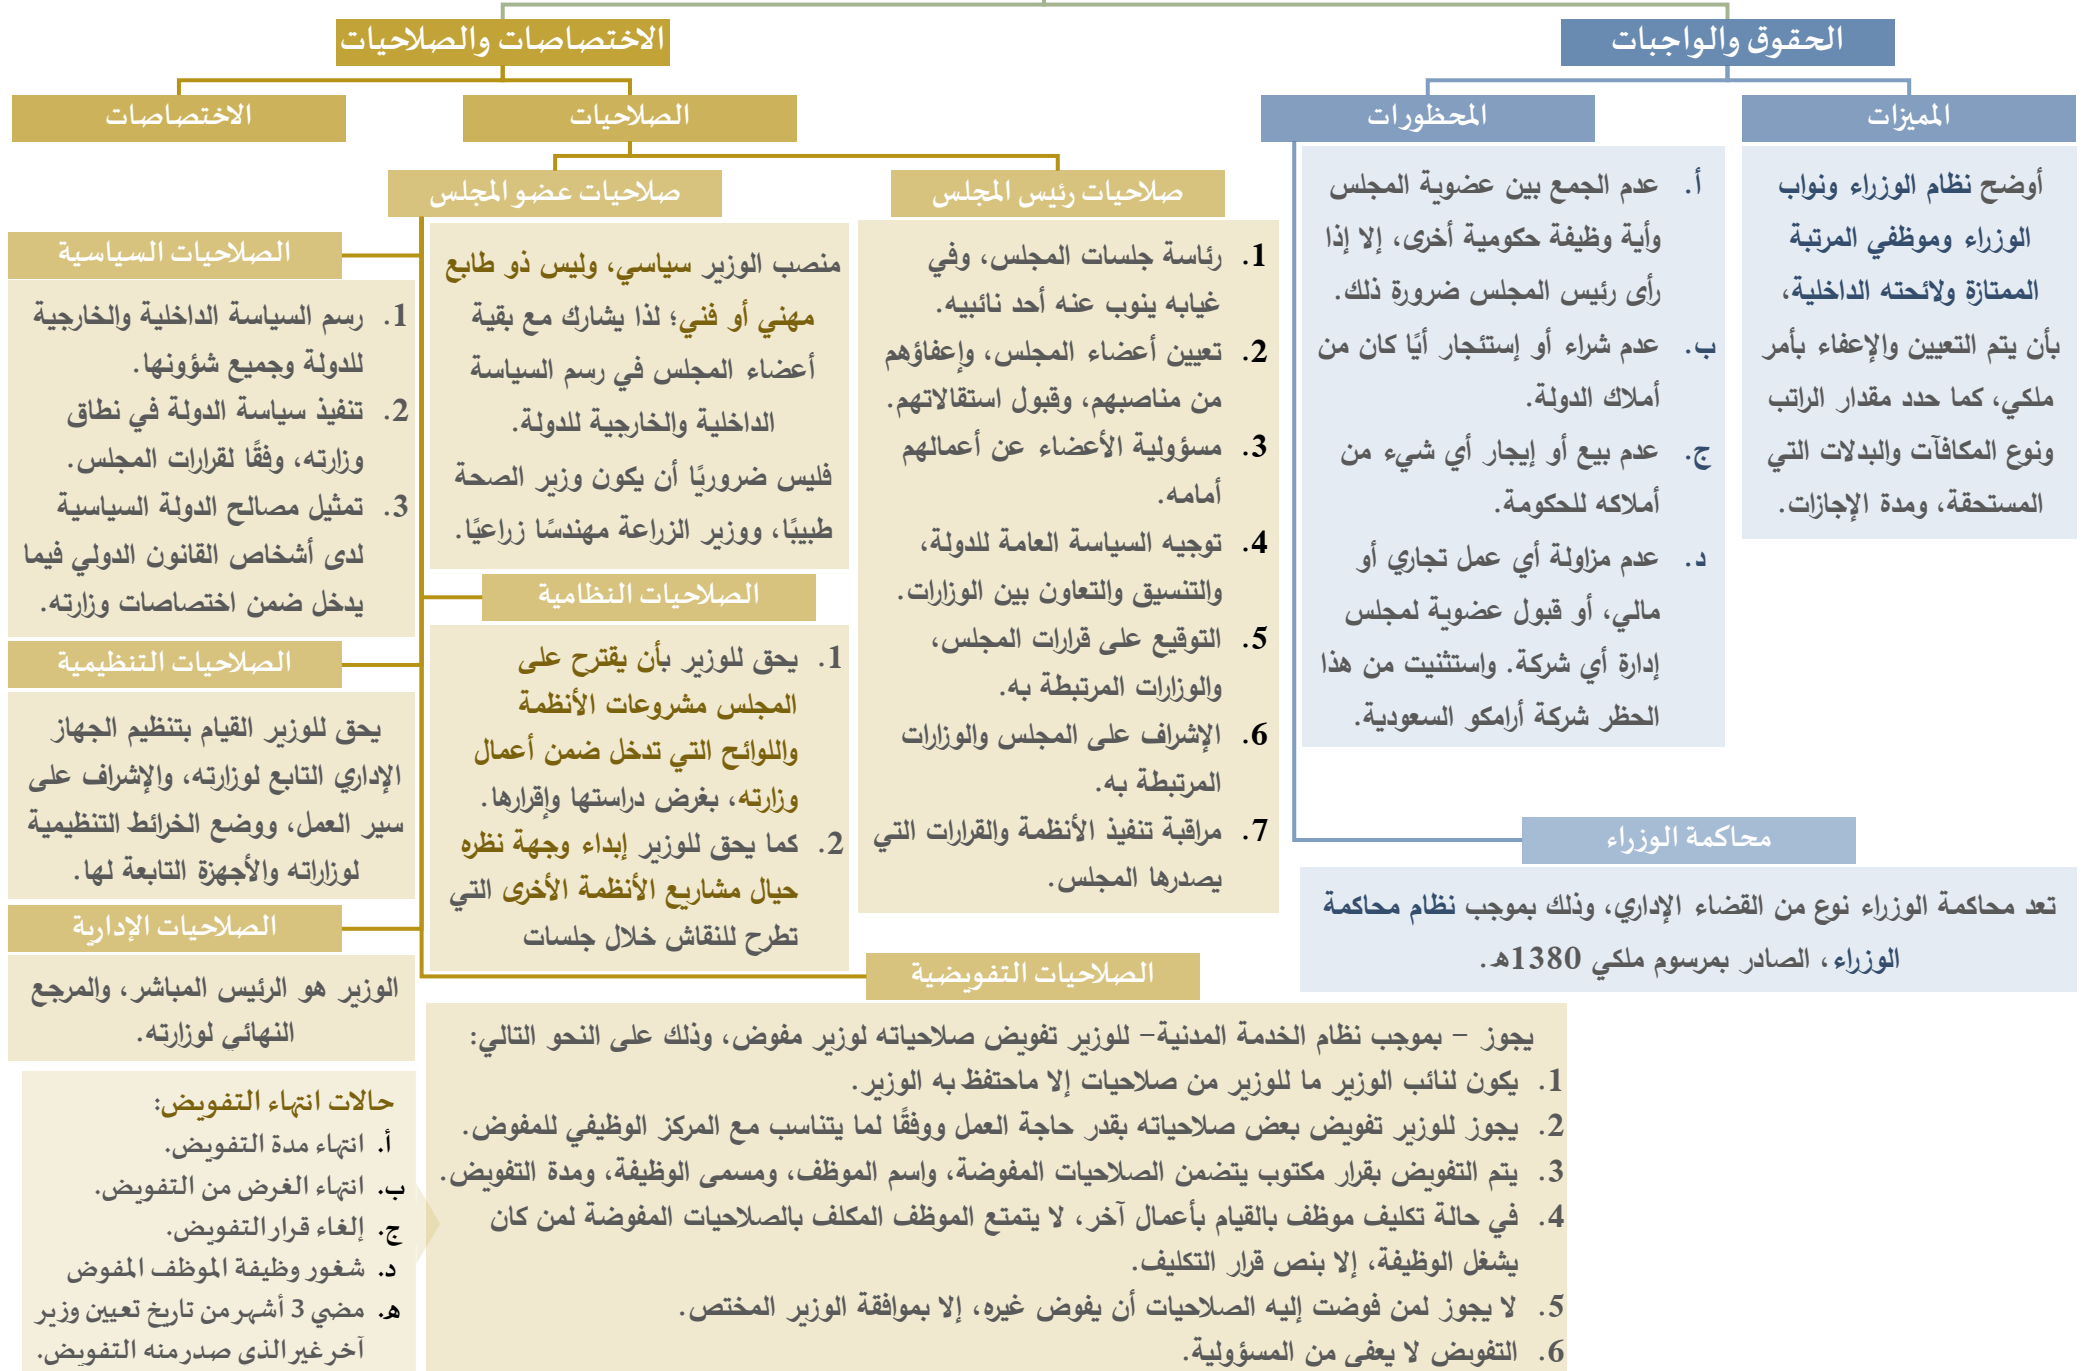 الحقوق والواجبات
المميزات
أوضح نظام الوزراء ونواب
الوزراء وموظفي المرتبة
الممتازة ولائحته الداخلية،
بأن يتم التعيين والإعفاء بأمر
ملكي، كما حدد مقدار الراتب
ونوع المكافآت والبدلات التي
المستحقة، ومدة الإجازات.
المحظورات
أ. عدم الجمع بين عضوية المجلس
وأية وظيفة حكومية أخرى، إلا إذا
رأى رئيس المجلس ضرورة ذلك.
ب. عدم شراء أو إستئجار أيًا كان من
أملاك الدولة.
ج. عدم بيع أو إيجار أي شيء من
أملاكه للحكومة.
د. عدم مزاولة أي عمل تجاري أو
مالي، أو قبول عضوية لمجلس
إدارة أي شركة. واستثنيت من هذا
الحظر شركة أرامكو السعودية.
محاكمة الوزراء
تعد محاكمة الوزراء نوع من القضاء الإداري، وذلك بموجب نظام محاكمة
الوزراء، الصادر بمرسوم ملكي 1380هـ.
الاختصاصات والصلاحيات
الصلاحيات
صلاحيات رئيس المجلس
1. رئاسة جلسات المجلس، وفي
غيابه ينوب عنه أحد نائبيه.
2. تعيين أعضاء المجلس، وإعفاؤهم
من مناصبهم، وقبول استقالاتهم.
3. مسؤولية الأعضاء عن أعمالهم
أمامه.
4. توجيه السياسة العامة للدولة،
والتنسيق والتعاون بين الوزارات.
5. التوقيع على قرارات المجلس،
والوزارات المرتبطة به.
6. الإشراف على المجلس والوزارات
المرتبطة به.
7. مراقبة تنفيذ الأنظمة والقرارات التي
يصدرها المجلس.
صلاحيات عضو المجلس
منصب الوزير سياسي، وليس ذو طابع
مهني أو فني؛ لذا يشارك مع بقية
أعضاء المجلس في رسم السياسة
الداخلية والخارجية للدولة.
فليس ضروريًا أن يكون وزير الصحة
طبيبًا، ووزير الزراعة مهندسًا زراعيًا.
الصلاحيات النظامية
1. يحق للوزير بأن يقترح على
المجلس مشروعات الأنظمة
واللوائح التي تدخل ضمن أعمال
وزارته، بغرض دراستها وإقرارها.
2. كما يحق للوزير إبداء وجهة نظره
حيال مشاريع الأنظمة الأخرى التي
تطرح للنقاش خلال جلسات
الاختصاصات
الصلاحيات السياسية
1. رسم السياسة الداخلية والخارجية
للدولة وجميع شؤونها.
2. تنفيذ سياسة الدولة في نطاق
وزارته، وفقًا لقرارات المجلس.
3. تمثيل مصالح الدولة السياسية
لدى أشخاص القانون الدولي فيما
يدخل ضمن اختصاصات وزارته.
الصلاحيات التنظيمية
يحق للوزير القيام بتنظيم الجهاز
الإداري التابع لوزارته، والإشراف على
سير العمل، ووضع الخرائط التنظيمية
لوزاراته والأجهزة التابعة لها.
الصلاحيات الإدارية
الوزير هو الرئيس المباشر، والمرجع
النهائي لوزارته.
الصلاحيات التفويضية
يجوز – بموجب نظام الخدمة المدنية– للوزير تفويض صلاحياته لوزير مفوض، وذلك على النحو التالي:
1. يكون لنائب الوزير ما للوزير من صلاحيات إلا ماحتفظ به الوزير.
2. يجوز للوزير تفويض بعض صلاحياته بقدر حاجة العمل ووفقًا لما يتناسب مع المركز الوظيفي للمفوض.
3. يتم التفويض بقرار مكتوب يتضمن الصلاحيات المفوضة، واسم الموظف، ومسمى الوظيفة، ومدة التفويض.
4. في حالة تكليف موظف بالقيام بأعمال آخر، لا يتمتع الموظف المكلف بالصلاحيات المفوضة لمن كان
يشغل الوظيفة، إلا بنص قرار التكليف.
5. لا يجوز لمن فوضت إليه الصلاحيات أن يفوض غيره، إلا بموافقة الوزير المختص.
6. التفويض لا يعفي من المسؤولية.
حالات انتهاء التفويض:
أ. انتهاء مدة التفويض.
ب. انتهاء الغرض من التفويض.
ج. إلغاء قرار التفويض.
د. شغور وظيفة الموظف المفوض
هـ. مضي 3 أشهر من تاريخ تعيين وزير
آخر غير الذي صدر منه التفويض.